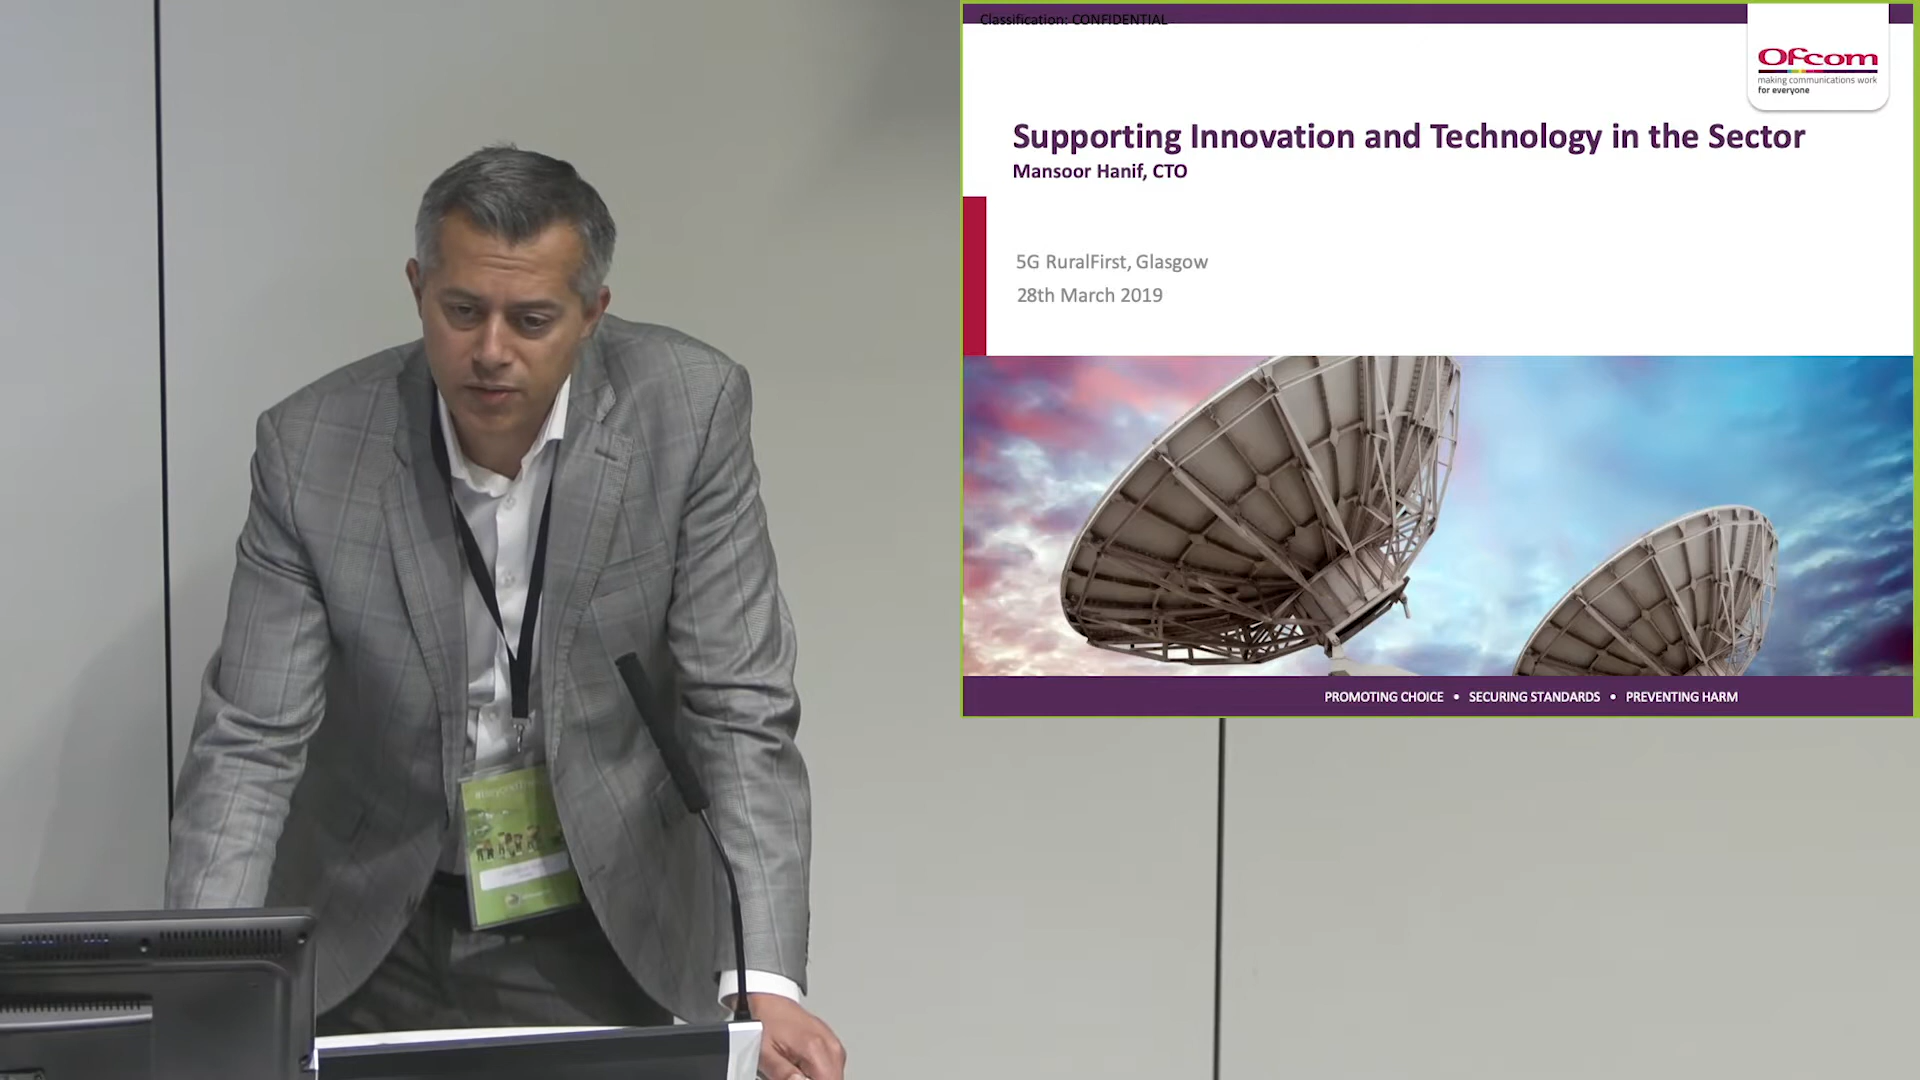 Classification: CONFIDENTIAL
Ofcom
making communications work
for everyone
Supporting Innovation and Technology in the Sector
Mansoor Hanif, CTO
5G RuralFirst, Glasgow
28th March 2019
PROMOTING CHOICE • SECURING STANDARDS • PREVENTING HARM